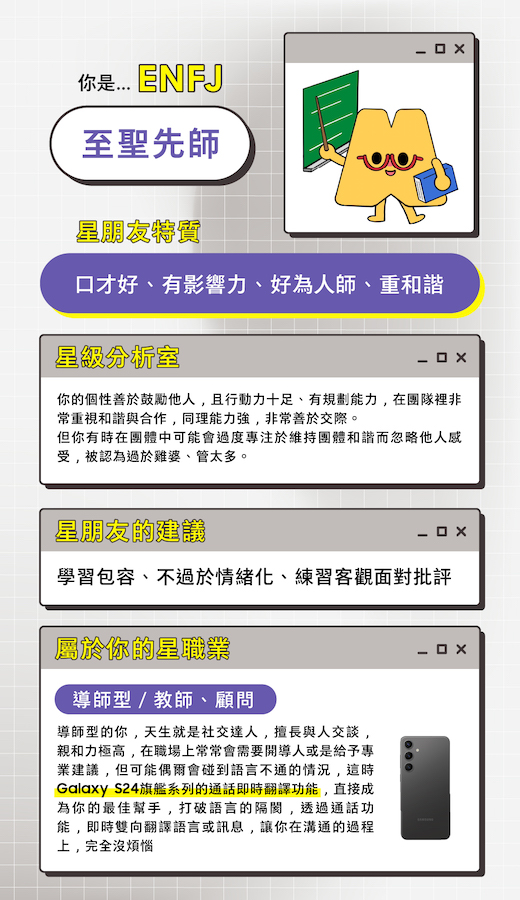 你是... ENFJ
至聖先師
星朋友特質
口才好、有影響力、好為人師、重和諧
星級分析室
你的個性善於鼓勵他人，且行動力十足、有規劃能力，在團隊裡非
常重視和諧與合作，同理能力強，非常善於交際。
但你有時在團體中可能會過度專注於維持團體和諧而忽略他人感
受，被認為過於雞婆、管太多。
星朋友的建議
學習包容、不過於情緒化、練習客觀面對批評
屬於你的星職業
導師型 / 教師、顧問
導師型的你，天生就是社交達人，擅長與人交談，
親和力極高，在職場上常常會需要開導人或是給予專
業建議，但可能偶爾會碰到語言不通的情況，這時
Galaxy S24旗艦系列的通話即時翻譯功能，直接成
為你的最佳幫手，打破語言的隔閡，透過通話功
能，即時雙向翻譯語言或訊息，讓你在溝通的過程
上，完全沒煩惱